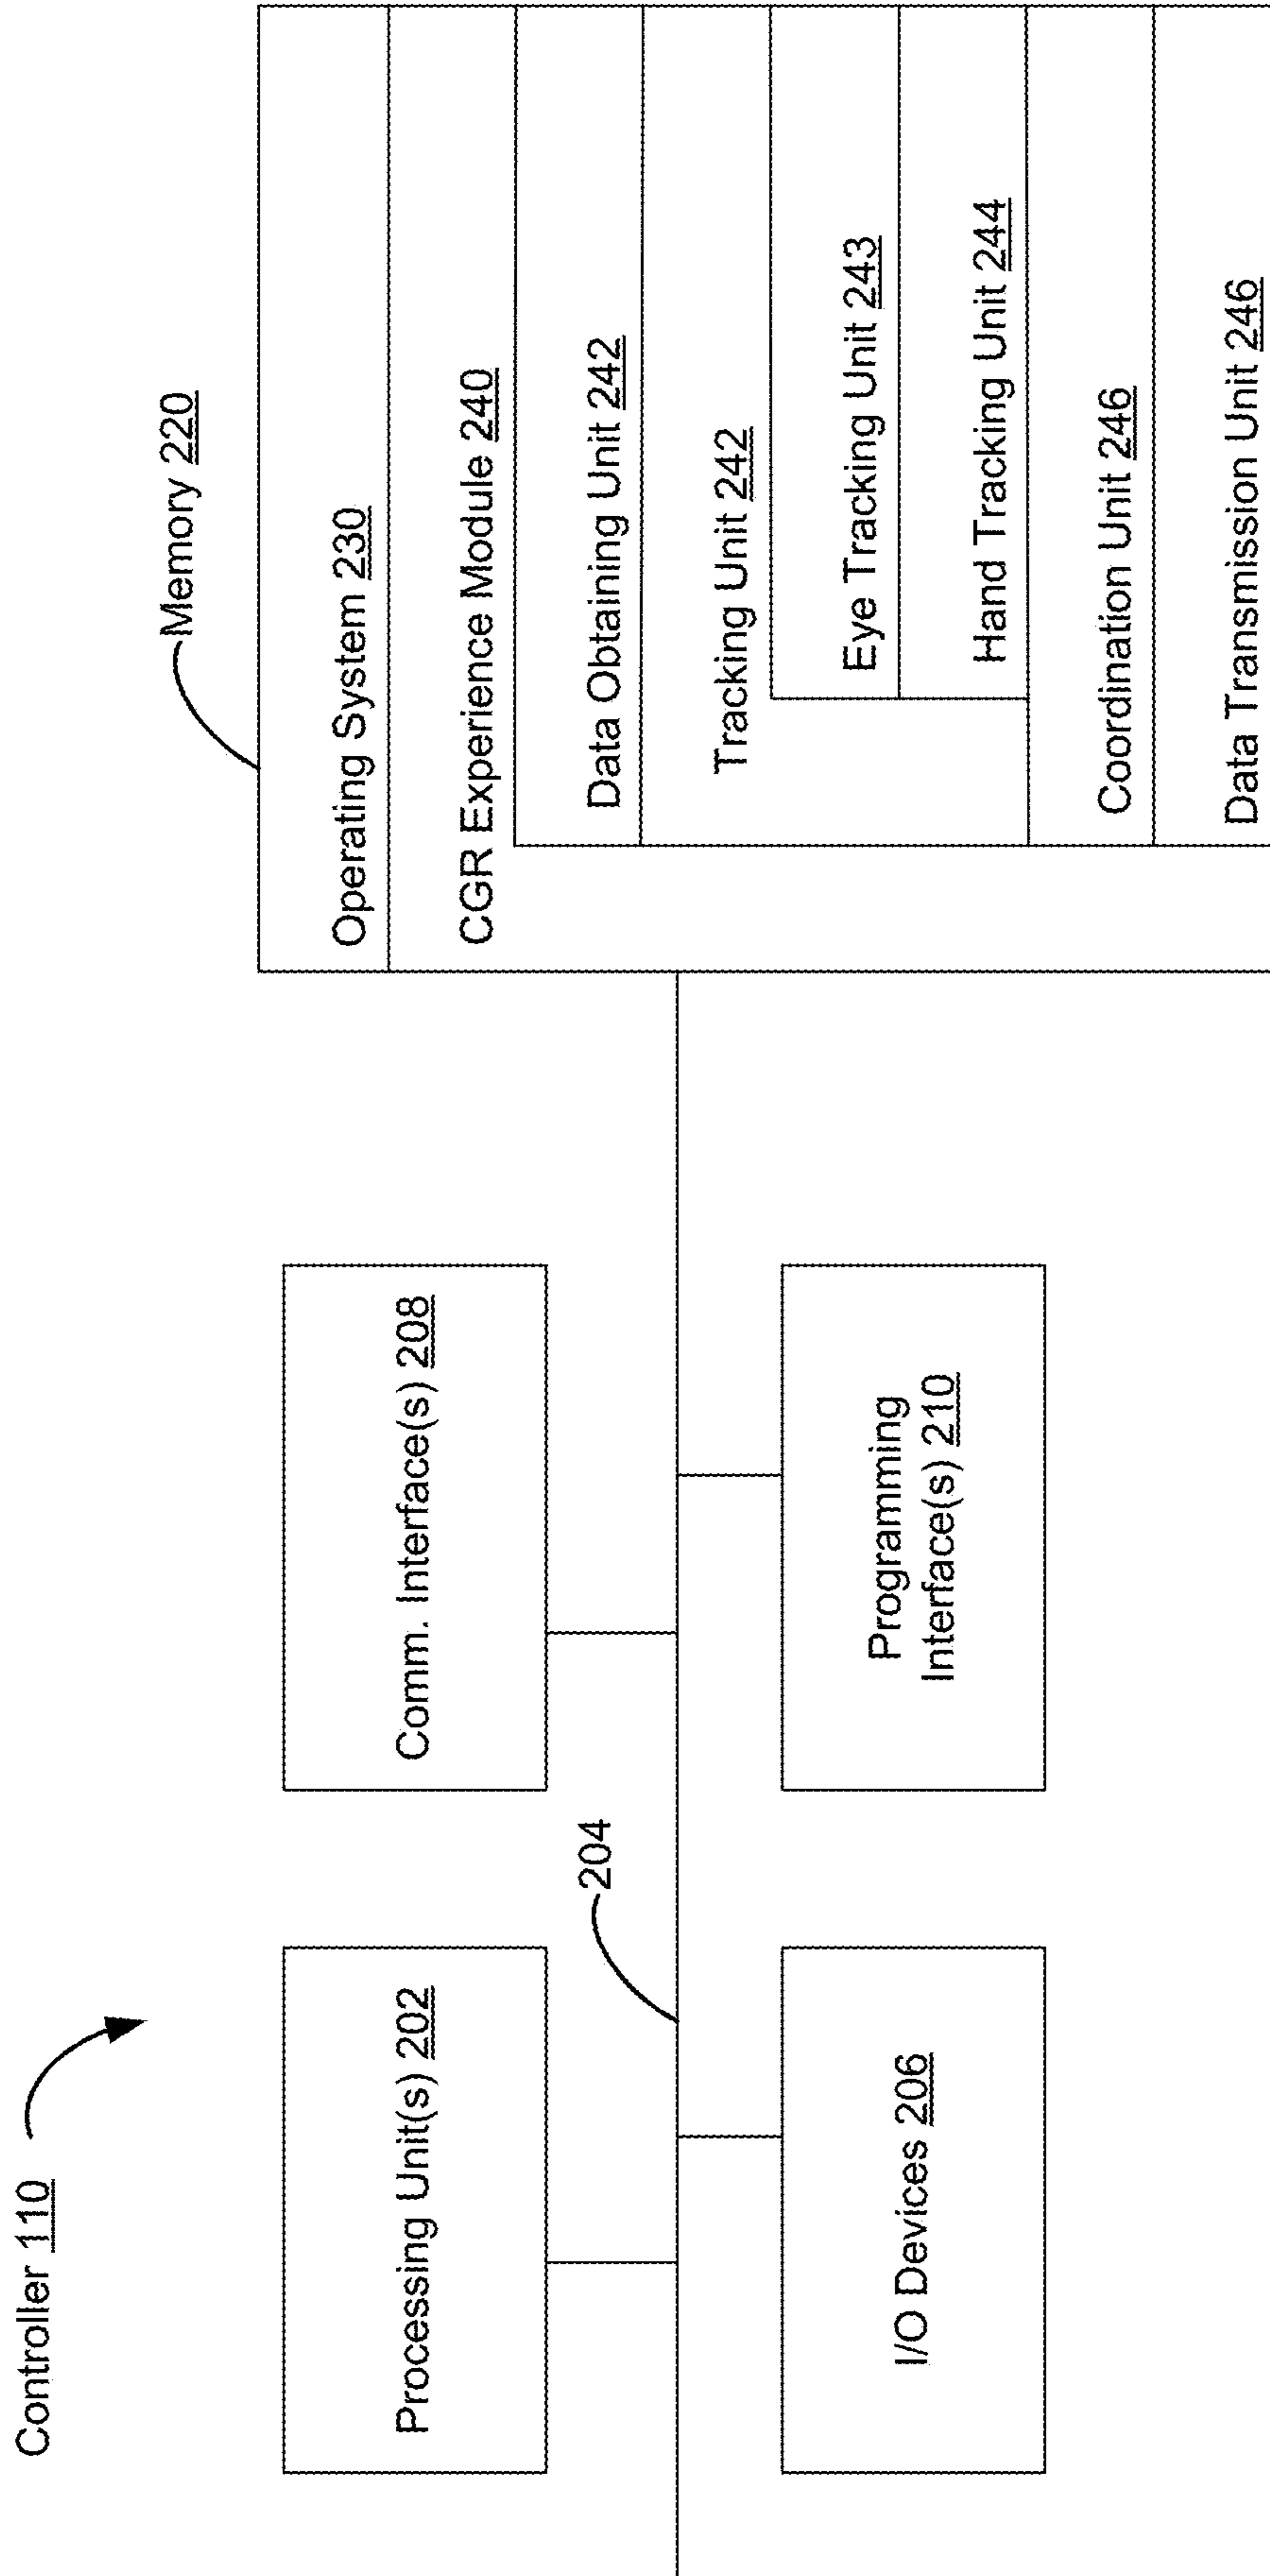 Controller 110
Processing Unit(s) 202
Comm. Interface(s) 208
204
I/O Devices 206
Programming
Interface(s) 210
Memory 220
Operating System 230
CGR Experience Module 240
Data Obtaining Unit 242
Tracking Unit 242
Eye Tracking Unit 243
Hand Tracking Unit 244
Coordination Unit 246
Data Transmission Unit 246